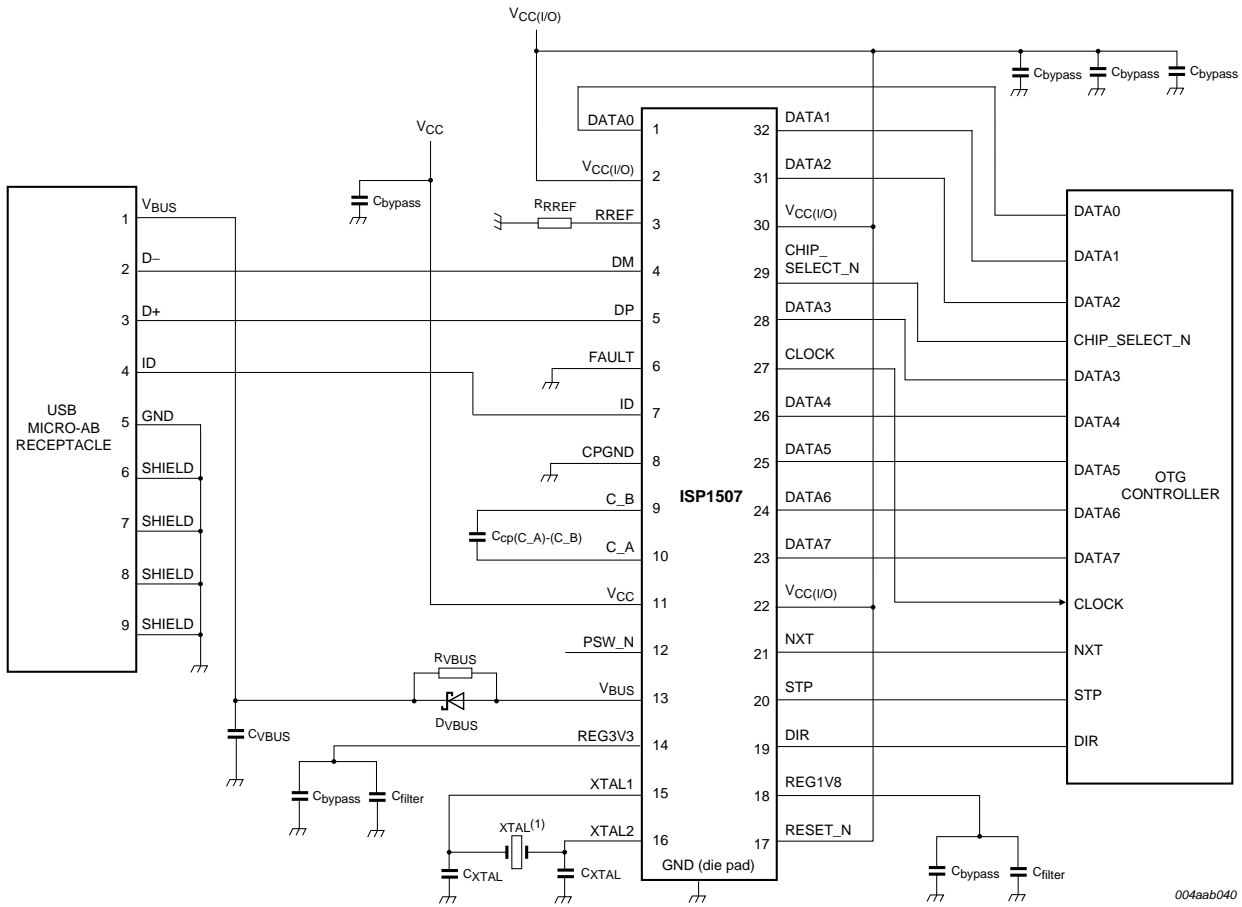 VCC(I/O)
Cbypass
Cbypass
Cbypass
VCC
Cbypass
USB
MICRO-AB
RECEPTACLE
1 VBUS
2 D−
3 D+
4 ID
5 GND
6 SHIELD
7 SHIELD
8 SHIELD
9 SHIELD
DATA0 1
VCC(I/O) 2
RRREF
RREF 3
DM 4
DP 5
FAULT 6
ID 7
CPGND 8
C_B 9
Ccp(C_A)-(C_B)
C_A 10
VCC 11
PSW_N 12
RVBUS
VBUS 13
DVBUS
CVBUS
REG3V3 14
Cbypass
Cfilter
XTAL1 15
XTAL(1)
XTAL2 16
CXTAL
CXTAL
ISP1507
GND (die pad)
32 DATA1
31 DATA2
30 VCC(I/O)
29 CHIP_
SELECT_N
28 DATA3
27 CLOCK
26 DATA4
25 DATA5
24 DATA6
23 DATA7
22 VCC(I/O)
21 NXT
20 STP
19 DIR
18 REG1V8
17 RESET_N
Cbypass
Cfilter
DATA0
DATA1
DATA2
CHIP_SELECT_N
DATA3
DATA4
DATA5
DATA6
DATA7
CLOCK
NXT
STP
DIR
OTG
CONTROLLER
004aab040